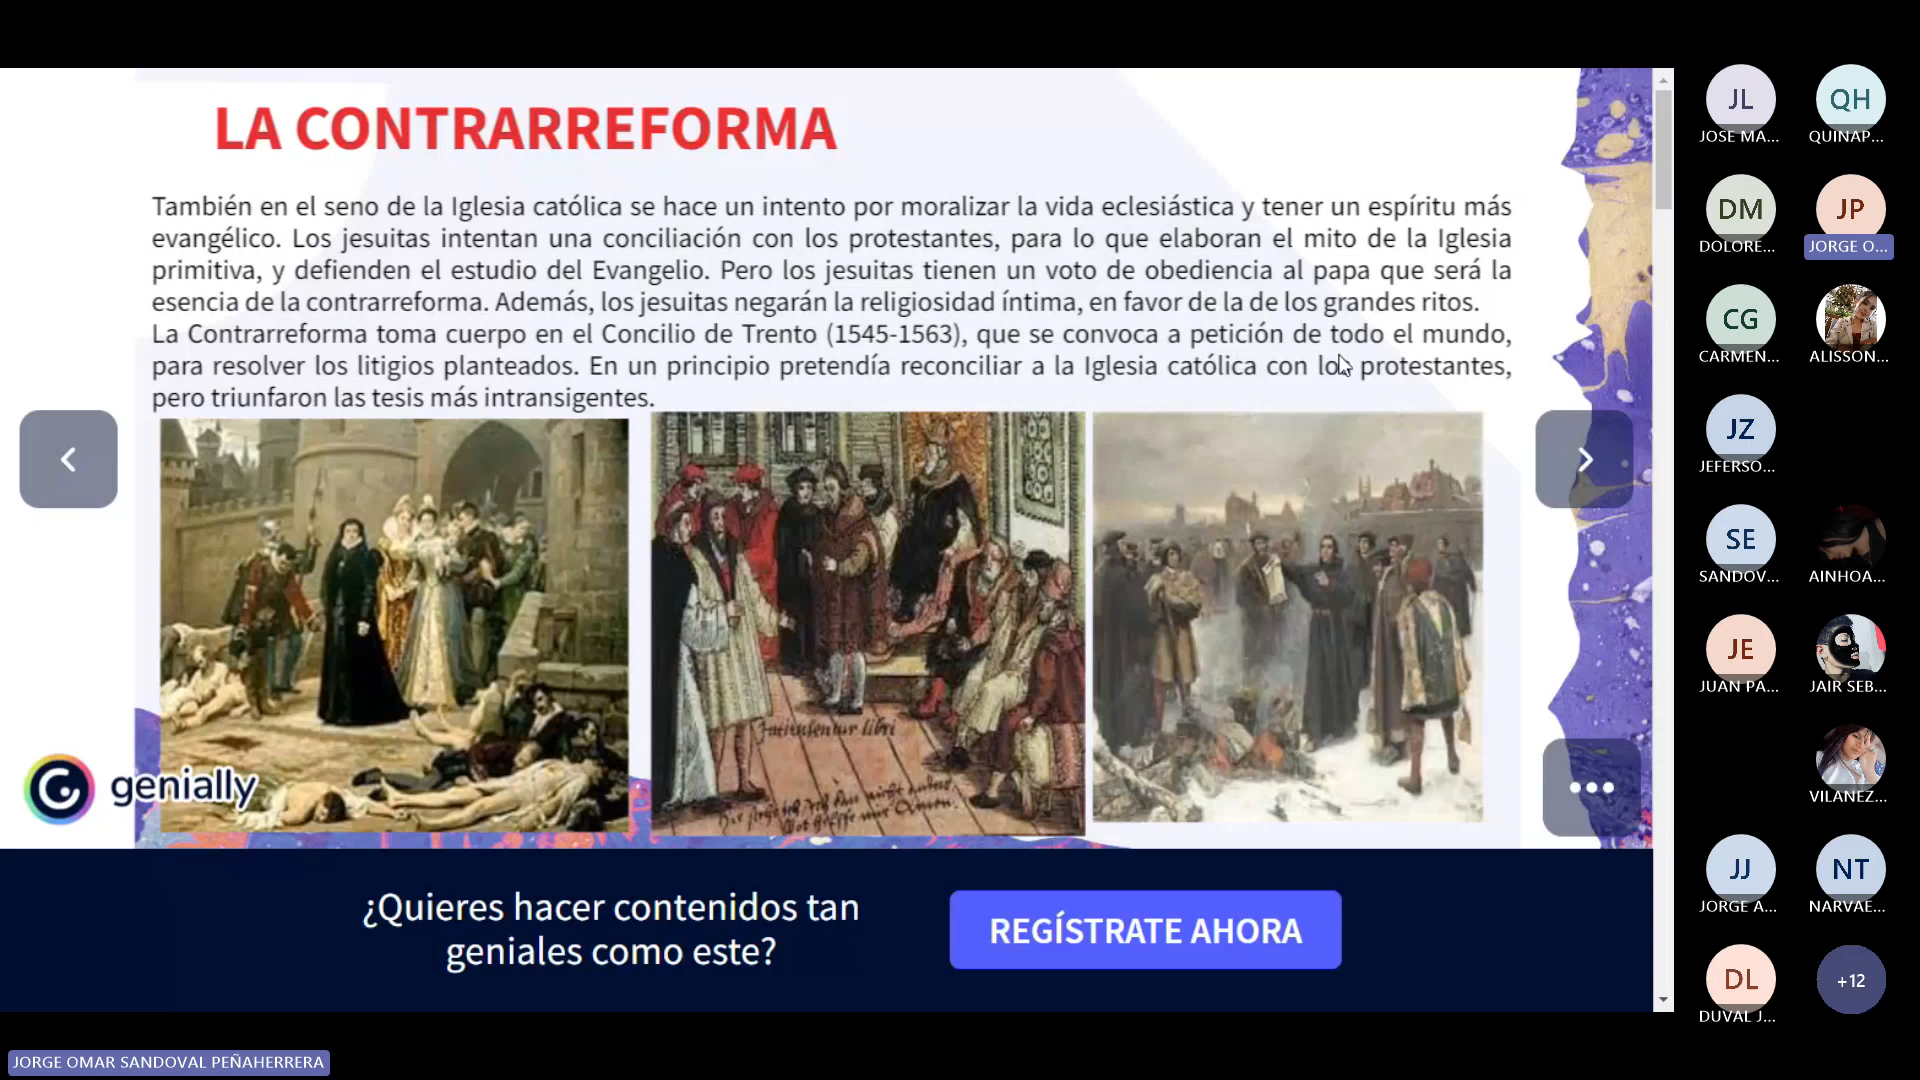 LA CONTRARREFORMA
También en el seno de la Iglesia católica se hace un intento por moralizar la vida eclesiástica y tener un espíritu más
evangélico. Los jesuitas intentan una conciliación con los protestantes, para lo que elaboran el mito de la Iglesia
primitiva, y defienden el estudio del Evangelio. Pero los jesuitas tienen un voto de obediencia al papa que será la
esencia de la contrarreforma. Además, los jesuitas negarán la religiosidad íntima, en favor de la de los grandes ritos.
La Contrarreforma toma cuerpo en el Concilio de Trento (1545-1563), que se convoca a petición de todo el mundo,
para resolver los litigios planteados. En un principio pretendía reconciliar a la Iglesia católica con los protestantes,
pero triunfaron las tesis más intransigentes.
genially
¿Quieres hacer contenidos tan
geniales como este?
REGÍSTRATE AHORA
JL
JOSE MA...
QH
QUINAP...
DM
DOLORE...
JP
JORGE O...
CG
CARMEN...
ALISSON...
JZ
JEFERSO...
SE
SANDOV...
AINHOA...
JE
JUAN PA...
JAIR SEB...
VILANEZ...
JJ
JORGE A...
NT
NARVAE...
DL
DUVAL J...
+12
JORGE OMAR SANDOVAL PEÑAHERRERA